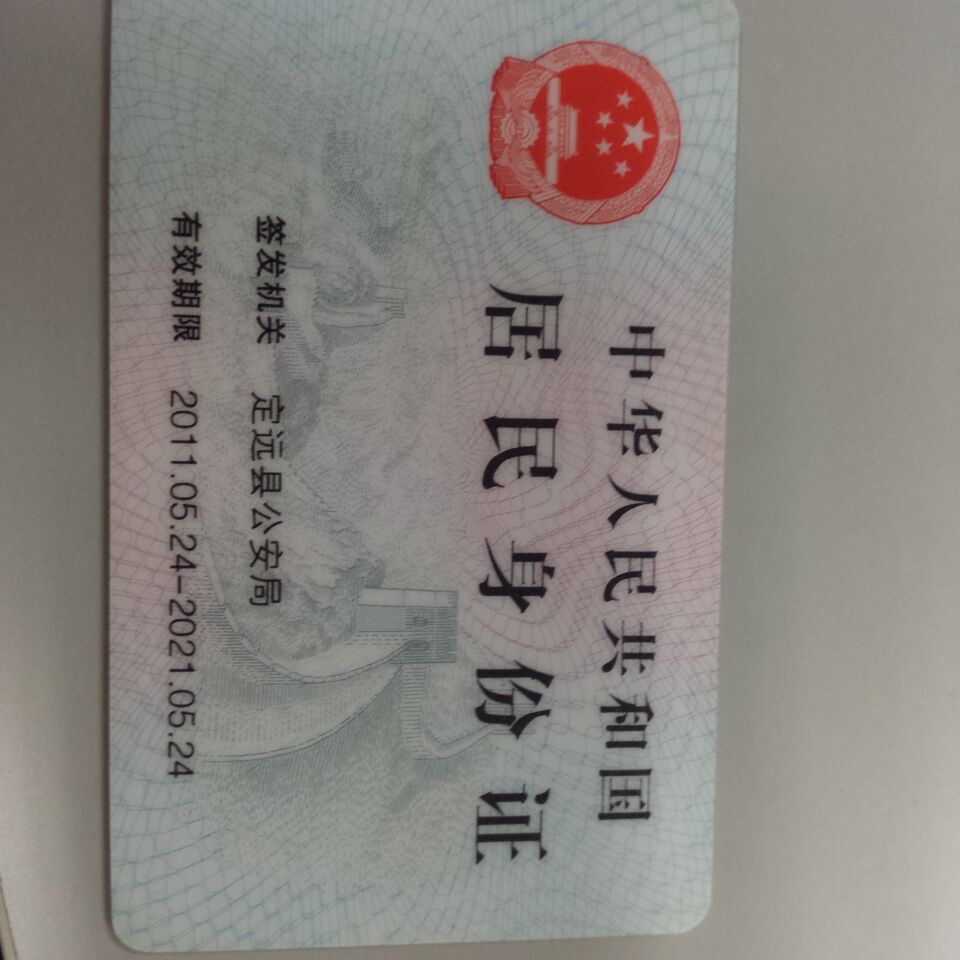 中华人民共和国
居民身份证
签发机关 定远县公安局
有效期限 2011.05.24-2021.05.24